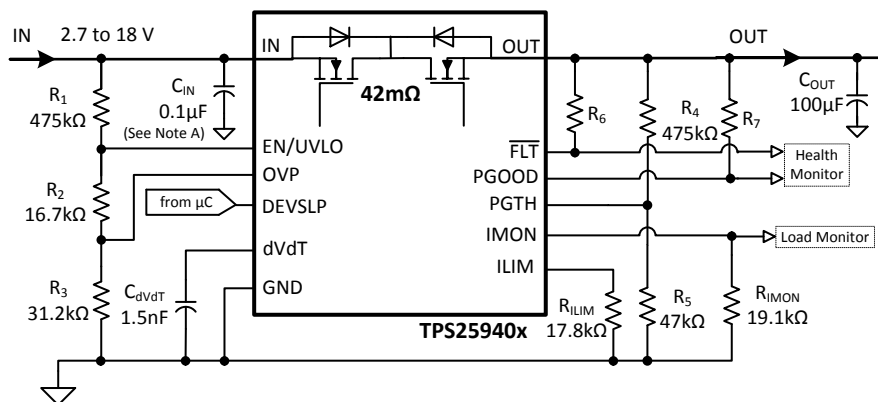 IN
2.7 to 18 V
IN
OUT
OUT
R1
475kΩ
CIN
0.1µF
(See Note A)
42mΩ
R6
R4
475kΩ
R7
COUT
100µF
EN/UVLO
FLT
Health
Monitor
OVP
PGOOD
R2
16.7kΩ
from µC
DEVSLP
PGTH
dVdT
IMON
Load Monitor
ILIM
R3
31.2kΩ
CdVdT
1.5nF
GND
RILIM
17.8kΩ
R5
47kΩ
RIMON
19.1kΩ
TPS25940x